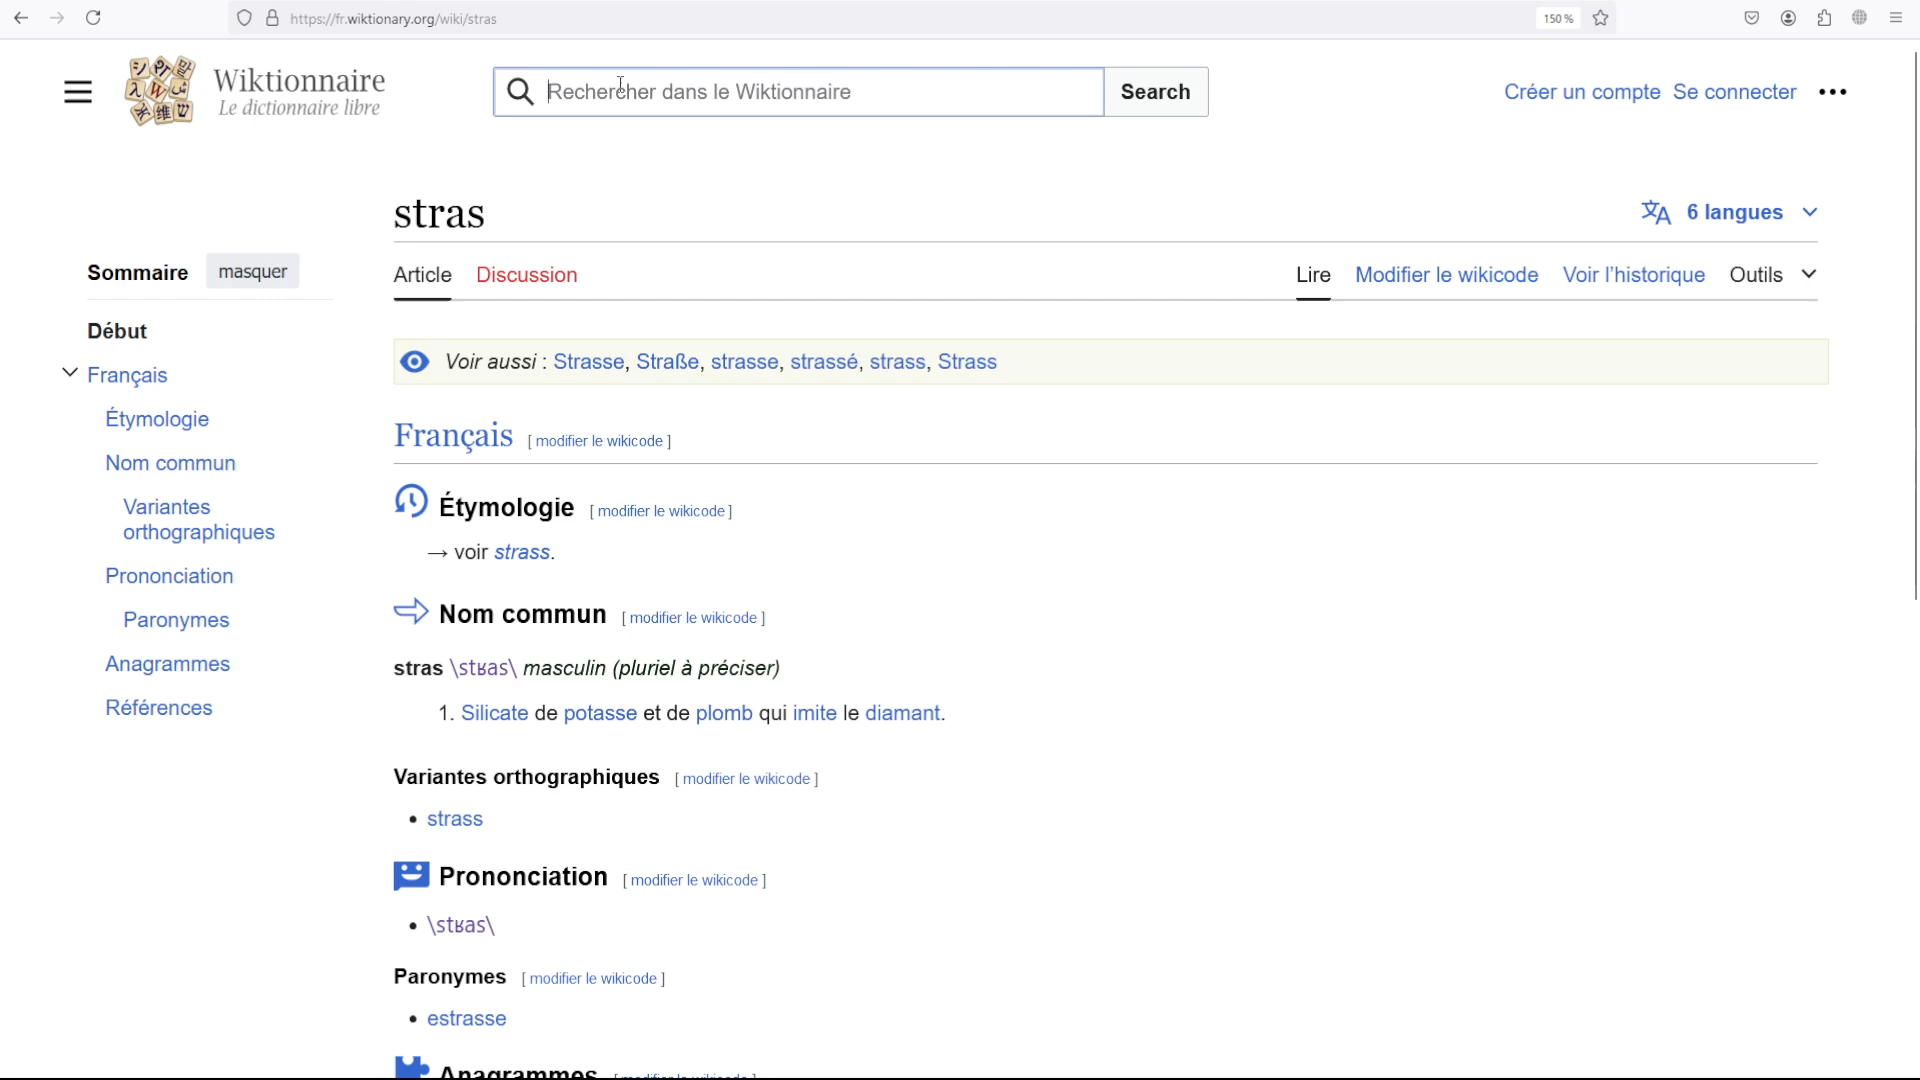 https://fr.wiktionary.org/wiki/stras
150 %
Wiktionnaire
Le dictionnaire libre
Rechercher dans le Wiktionnaire
Search
Créer un compte Se connecter
stras
6 langues
Sommaire masquer
Article Discussion
Lire Modifier le wikicode Voir l'historique Outils
Début
Voir aussi : Strasse, Straße, strasse, strassé, strass, Strass
Français
Étymologie
Nom commun
Variantes
orthographiques
Prononciation
Paronymes
Anagrammes
Références
Français [ modifier le wikicode ]
Étymologie [ modifier le wikicode ]
→ voir strass.
Nom commun [ modifier le wikicode ]
stras \stʁas\ masculin (pluriel à préciser)
1. Silicate de potasse et de plomb qui imite le diamant.
Variantes orthographiques [ modifier le wikicode ]
• strass
Prononciation [ modifier le wikicode ]
• \stʁas\
Paronymes [ modifier le wikicode ]
• estrasse
Anagrammes [ modifier le wikicode ]